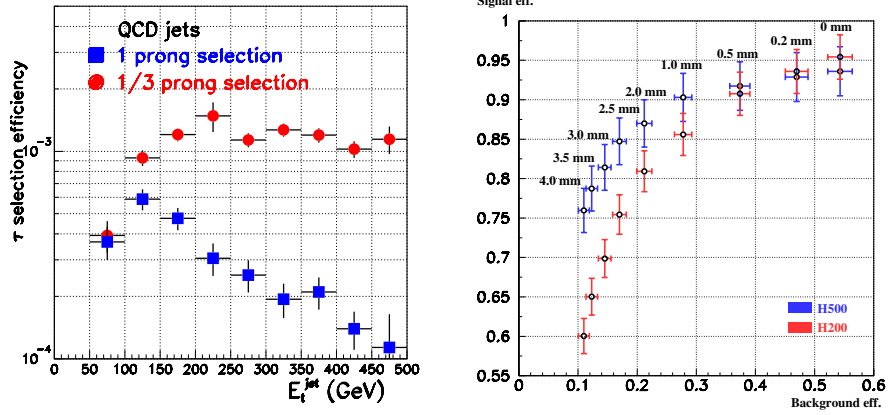 QCD jets
1 prong selection
1/3 prong selection
τ selection efficiency
10⁻³
10⁻⁴
0 50 100 150 200 250 300 350 400 450 500
E_t^jet (GeV)
Signal eff.
1
0.95
0.9
0.85
0.8
0.75
0.7
0.65
0.6
0.55
0 mm
0.2 mm
0.5 mm
1.0 mm
2.0 mm
2.5 mm
3.0 mm
3.5 mm
4.0 mm
H500
H200
0 0.1 0.2 0.3 0.4 0.5 0.6
Background eff.